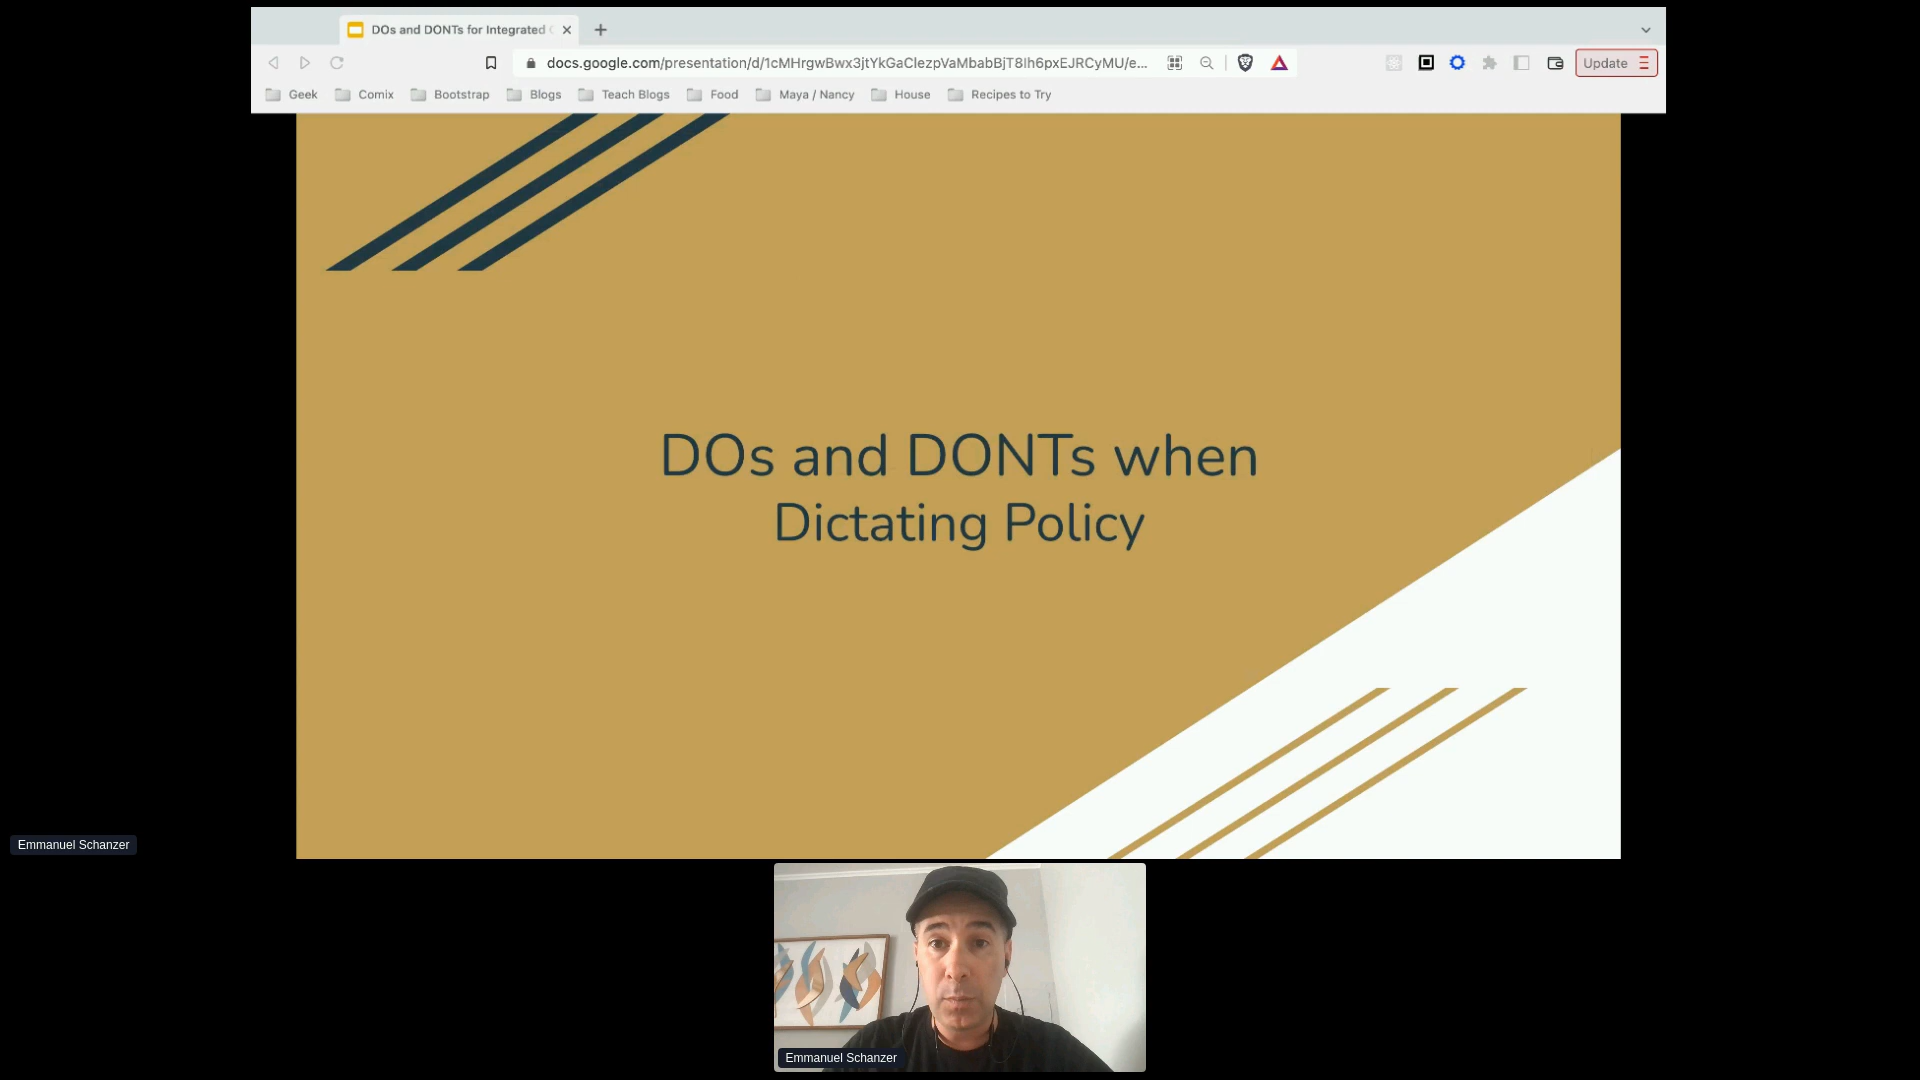 DOs and DONTs for Integrated
docs.google.com/presentation/d/1cMHrgwBwx3jtYkGaClezpVaMbabBjT8lh6pxEJRCyMU/e...
Update
Geek Comix Bootstrap Blogs Teach Blogs Food Maya / Nancy House Recipes to Try
DOs and DONTs when
Dictating Policy
Emmanuel Schanzer
Emmanuel Schanzer